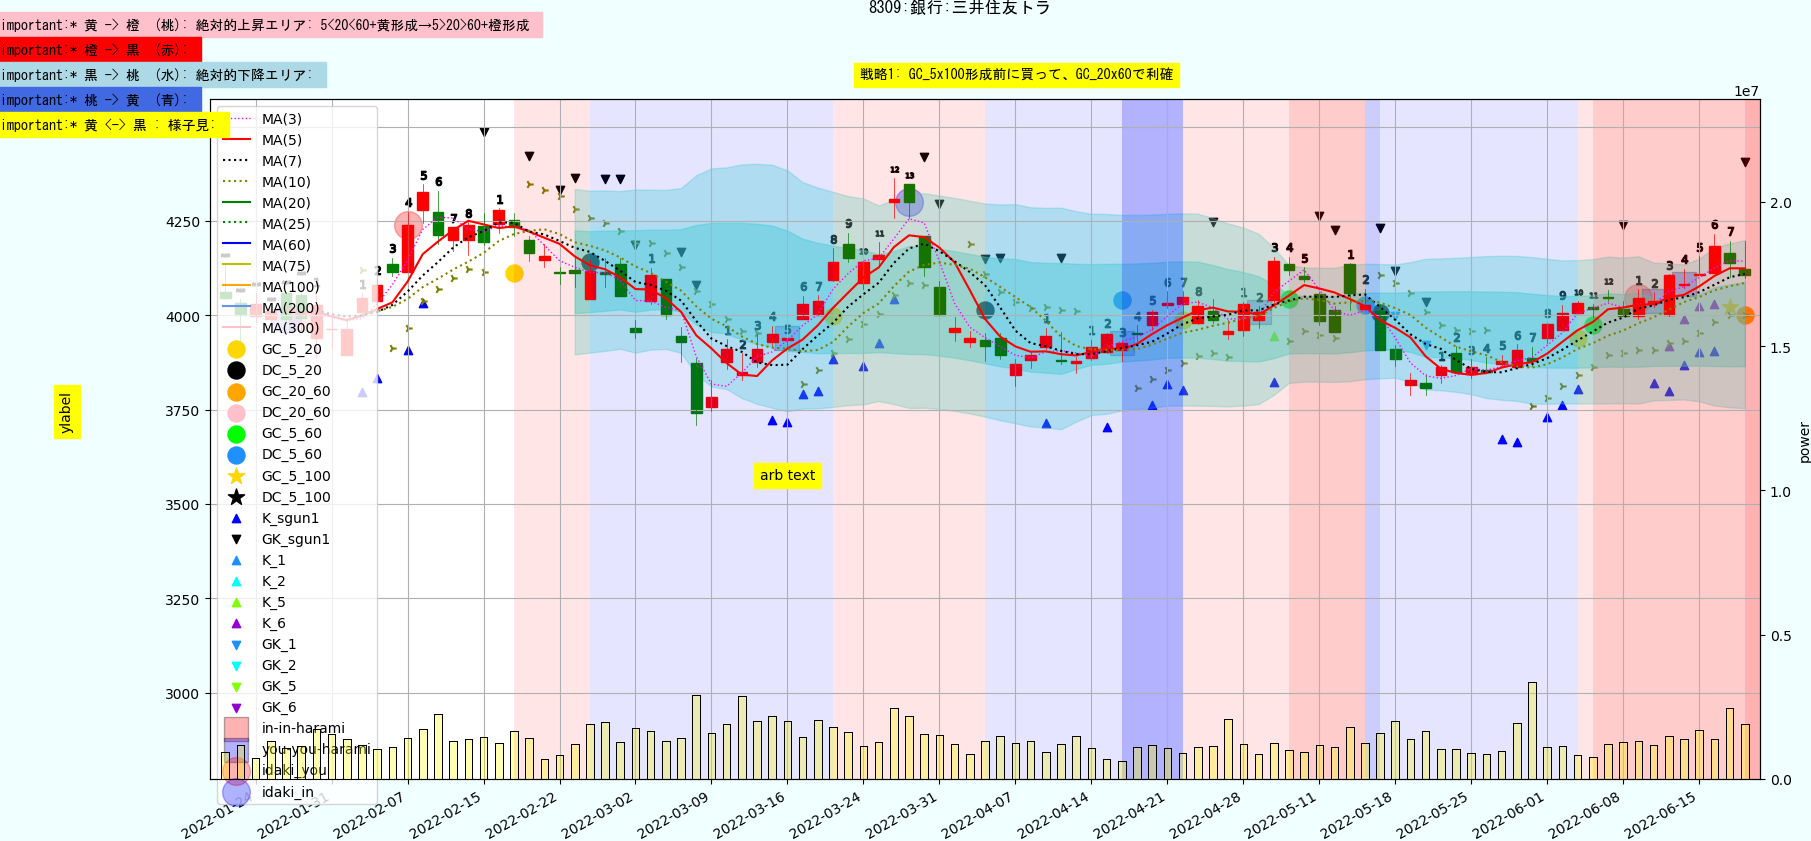 8309:銀行:三井住友トラ
important:* 黄 -> 橙 (桃): 絶対的上昇エリア: 5<20<60+黄形成→5>20>60+橙形成
important:* 橙 -> 黒 (赤):
important:* 黒 -> 桃 (水): 絶対的下降エリア:
戦略1: GC_5x100形成前に買って、GC_20x60で利確
important:* 桃 -> 黄 (青):
important:* 黄 <-> 黒 : 様子見:
1e7
MA(3)
MA(5)
MA(7)
MA(10)
MA(20)
MA(25)
MA(60)
MA(75)
MA(100)
MA(200)
MA(300)
GC_5_20
DC_5_20
GC_20_60
DC_20_60
GC_5_60
DC_5_60
GC_5_100
DC_5_100
K_sgun1
GK_sgun1
K_1
K_2
K_5
K_6
GK_1
GK_2
GK_5
GK_6
in-in-harami
you-you-harami
idaki_you
idaki_in
4250
4000
3750
3500
3250
3000
ylabel
arb text
2.0
1.5
1.0
0.5
0.0
power
2022-01-24
2022-01-31
2022-02-07
2022-02-15
2022-02-22
2022-03-02
2022-03-09
2022-03-16
2022-03-24
2022-03-31
2022-04-07
2022-04-14
2022-04-21
2022-04-28
2022-05-11
2022-05-18
2022-05-25
2022-06-01
2022-06-08
2022-06-15